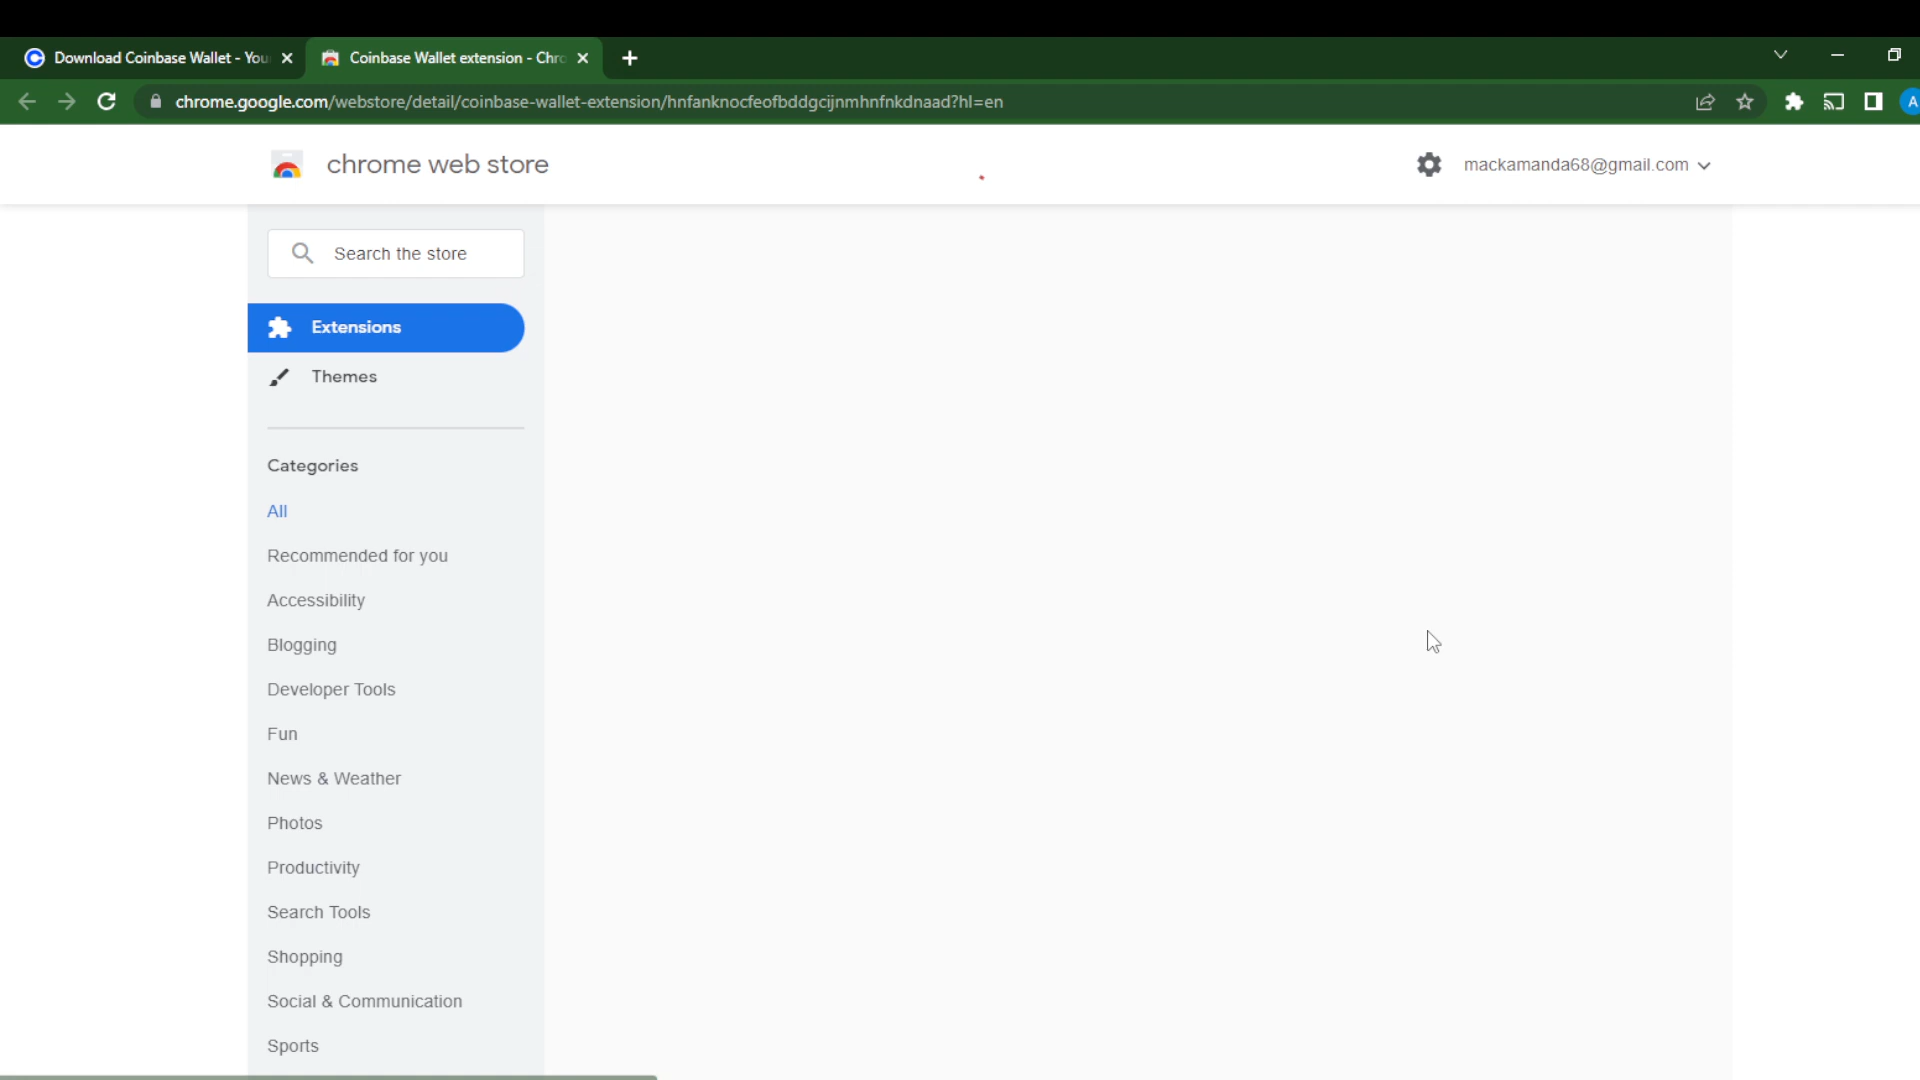 Download Coinbase Wallet - You
Coinbase Wallet extension - Chro
chrome.google.com/webstore/detail/coinbase-wallet-extension/hnfanknocfeofbddgcijnmhnfnkdnaad?hl=en
A
chrome web store
mackamanda68@gmail.com
Search the store
Extensions
Themes
Categories
All
Recommended for you
Accessibility
Blogging
Developer Tools
Fun
News & Weather
Photos
Productivity
Search Tools
Shopping
Social & Communication
Sports